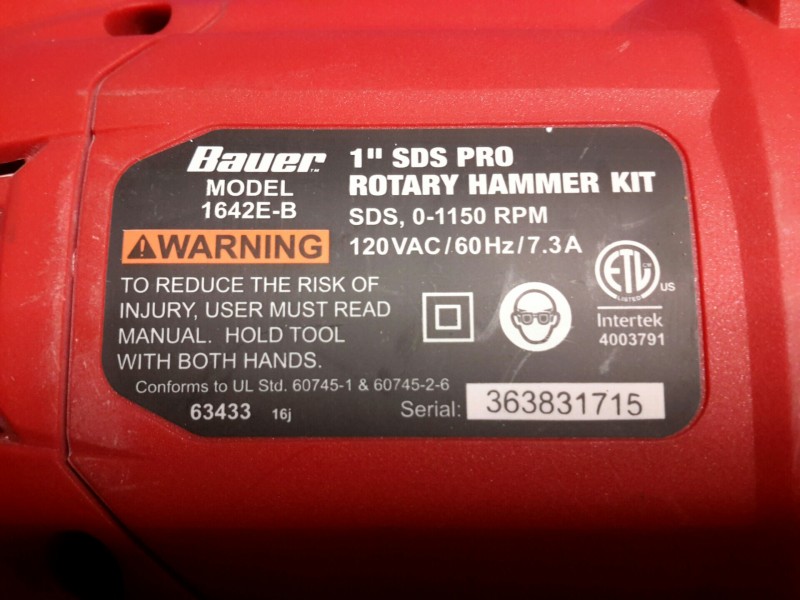 Bauer™
MODEL
1642E-B
1" SDS PRO
ROTARY HAMMER KIT
SDS, 0-1150 RPM
120VAC/60Hz/7.3A
WARNING
TO REDUCE THE RISK OF
INJURY, USER MUST READ
MANUAL. HOLD TOOL
WITH BOTH HANDS.
ETL
LISTED
US
Intertek
4003791
Conforms to UL Std. 60745-1 & 60745-2-6
63433 16j
Serial: 363831715